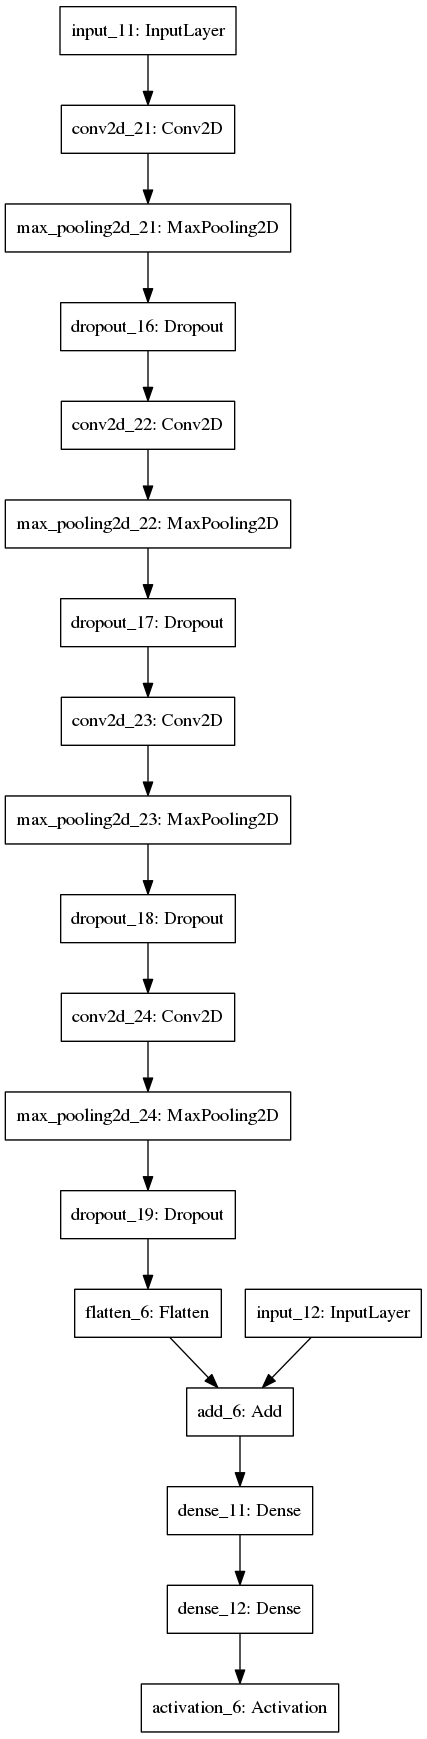 input_11: InputLayer
conv2d_21: Conv2D
max_pooling2d_21: MaxPooling2D
dropout_16: Dropout
conv2d_22: Conv2D
max_pooling2d_22: MaxPooling2D
dropout_17: Dropout
conv2d_23: Conv2D
max_pooling2d_23: MaxPooling2D
dropout_18: Dropout
conv2d_24: Conv2D
max_pooling2d_24: MaxPooling2D
dropout_19: Dropout
flatten_6: Flatten
input_12: InputLayer
add_6: Add
dense_11: Dense
dense_12: Dense
activation_6: Activation